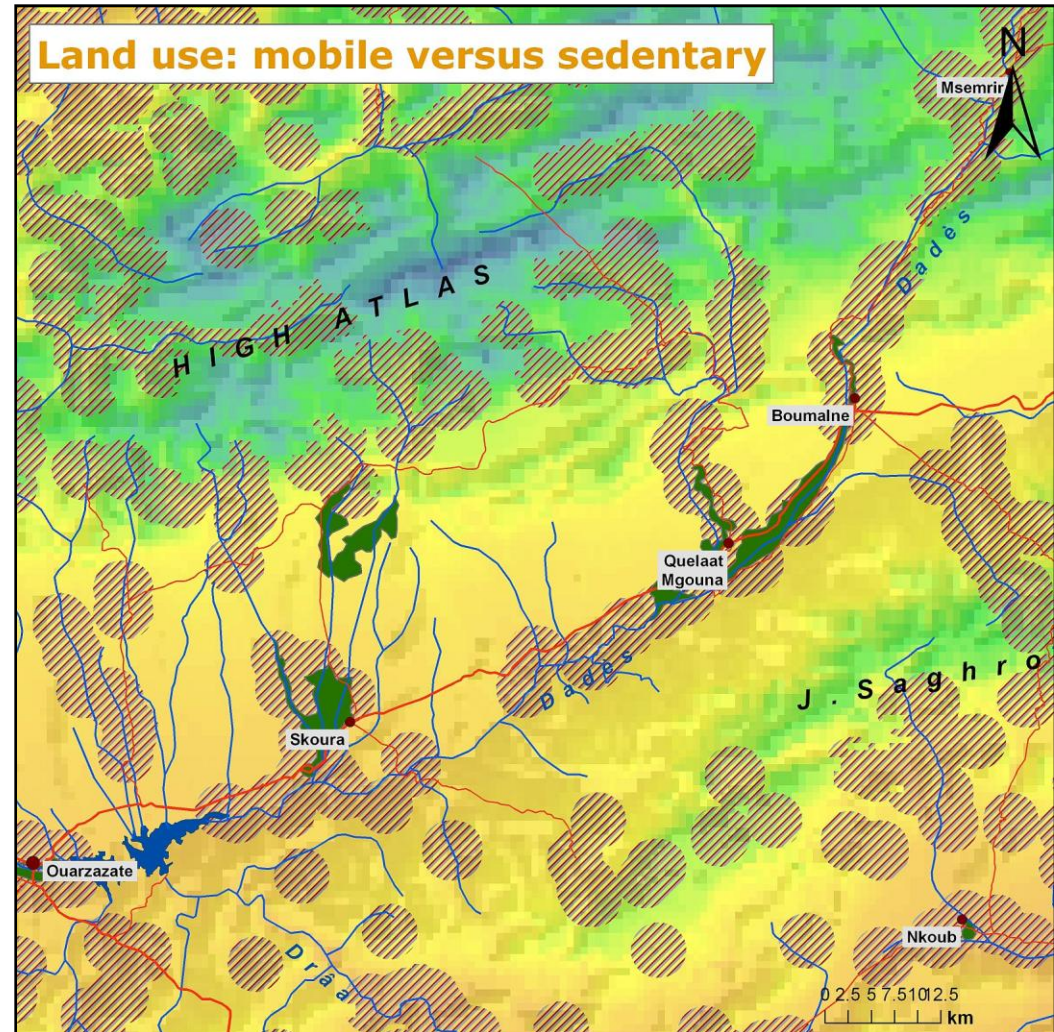 Land use: mobile versus sedentary
N
Msemrir
Dadès
HIGH ATLAS
Boumalne
Quelaat
Mgouna
J. Saghro
Dadès
Skoura
Ouarzazate
Nkoub
Drâa
0 2.5 5 7.5 10 12.5
km